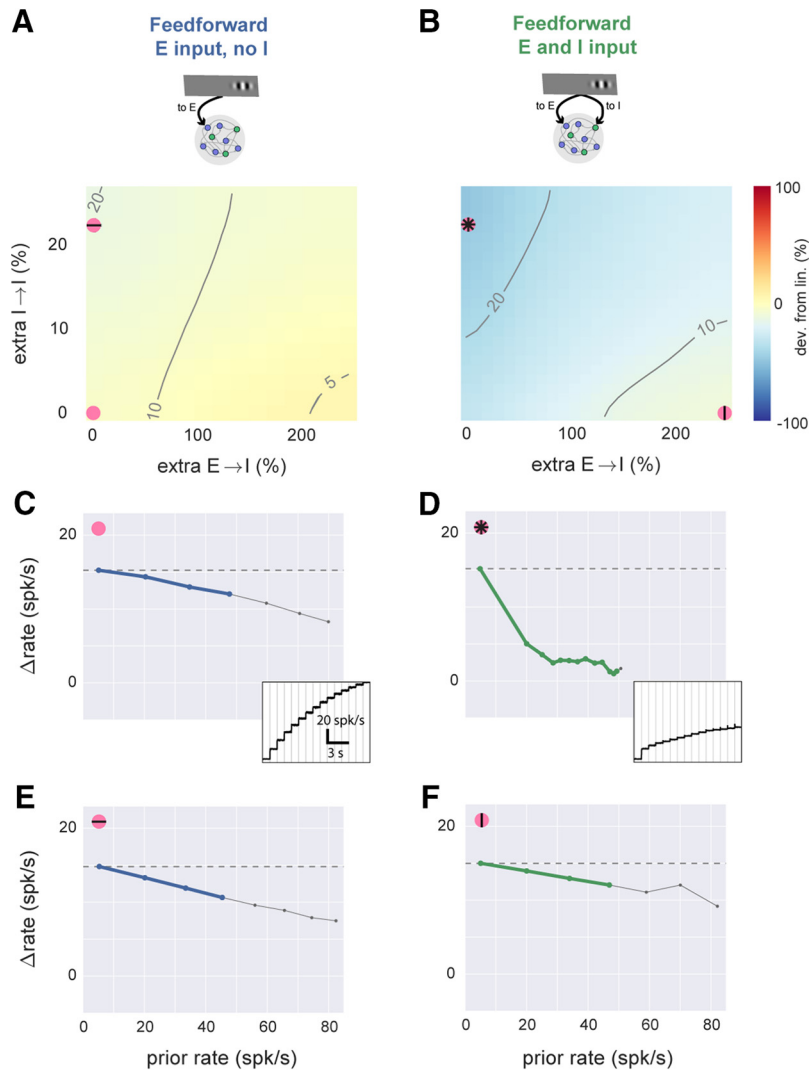 A
Feedforward
E input, no I
to E
B
Feedforward
E and I input
to E
to I
extra I→I (%)
20
10
0
20
10
5
0
100
200
extra E→I (%)
20
10
0
100
200
extra E→I (%)
100
0
-100
dev. from lin. (%)
C
Δrate (spk/s)
20
0
20 spk/s
3 s
D
20
0
E
Δrate (spk/s)
20
0
0
20
40
60
80
prior rate (spk/s)
F
20
0
0
20
40
60
80
prior rate (spk/s)